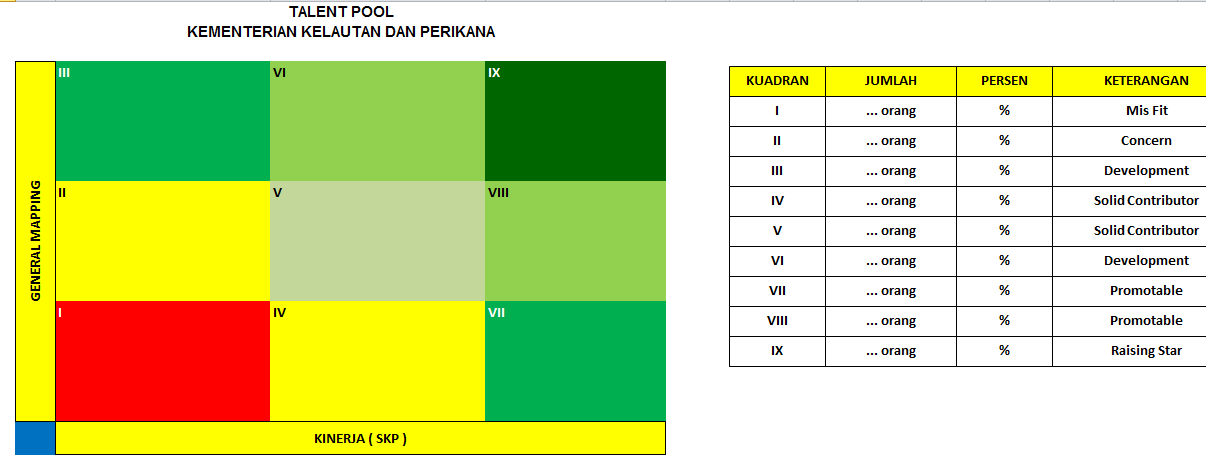 TALENT POOL
KEMENTERIAN KELAUTAN DAN PERIKANA
GENERAL MAPPING
III VI IX
II V VIII
I IV VII
KINERJA ( SKP )
KUADRAN JUMLAH PERSEN KETERANGAN
I ... orang % Mis Fit
II ... orang % Concern
III ... orang % Development
IV ... orang % Solid Contributor
V ... orang % Solid Contributor
VI ... orang % Development
VII ... orang % Promotable
VIII ... orang % Promotable
IX ... orang % Raising Star